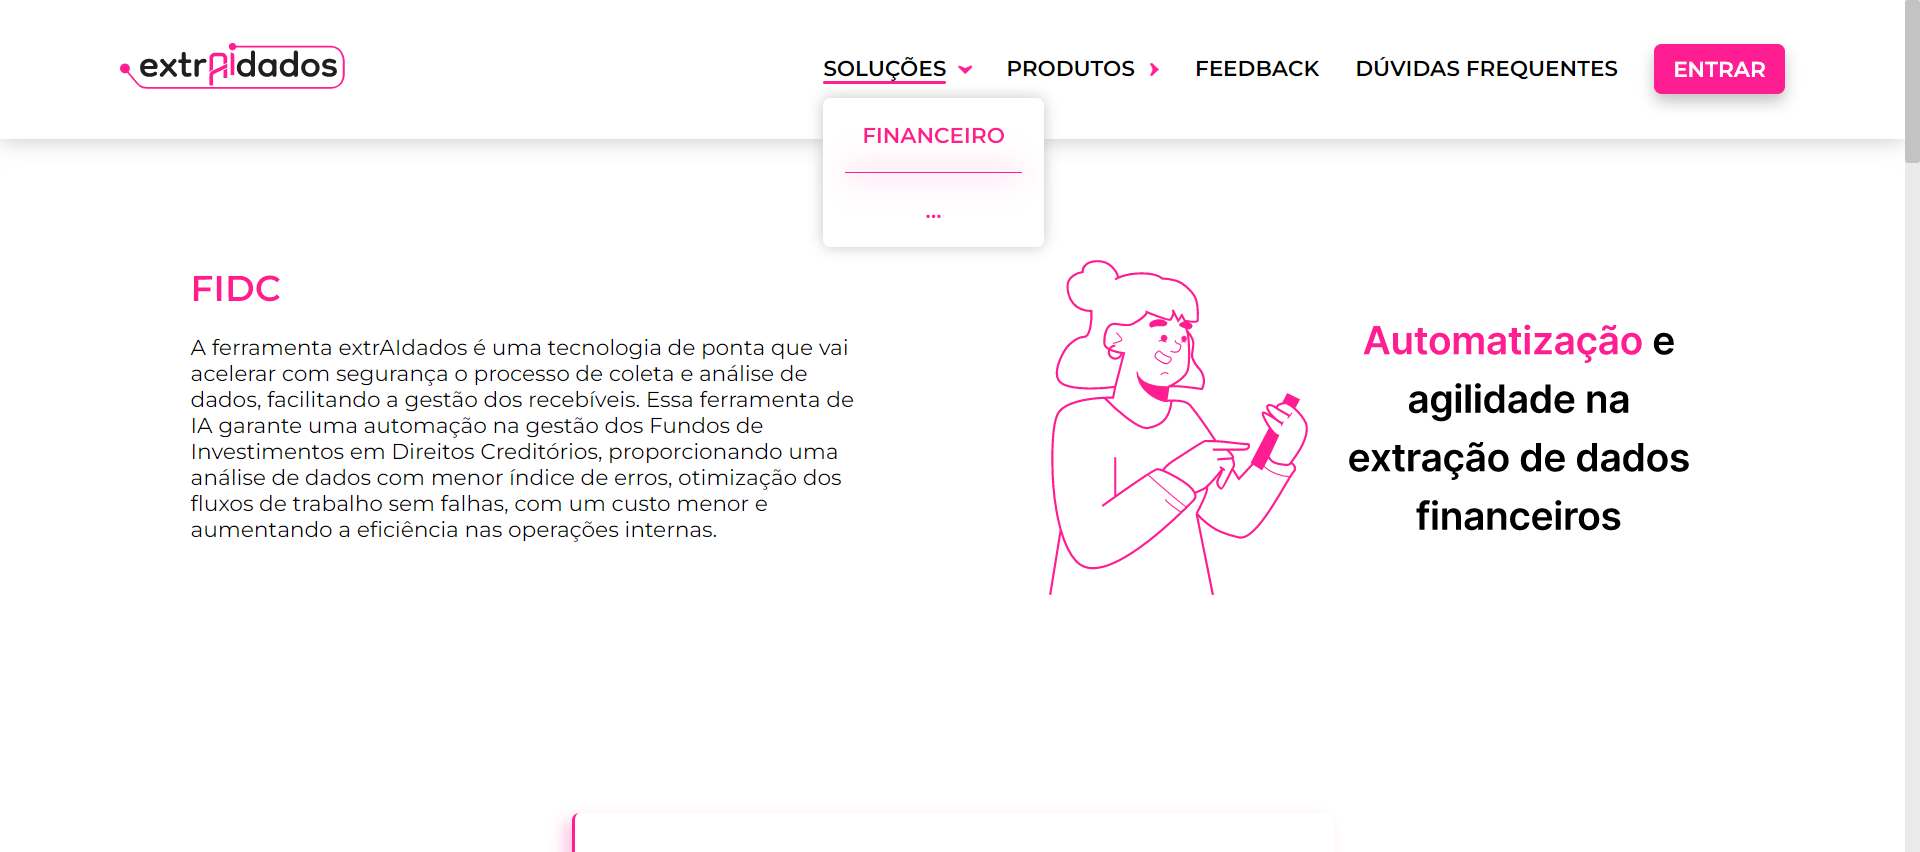 extrAIdados
SOLUÇÕES
PRODUTOS
FEEDBACK
DÚVIDAS FREQUENTES
ENTRAR
FINANCEIRO
...
FIDC
A ferramenta extrAIdados é uma tecnologia de ponta que vai
acelerar com segurança o processo de coleta e análise de
dados, facilitando a gestão dos recebíveis. Essa ferramenta de
IA garante uma automação na gestão dos Fundos de
Investimentos em Direitos Creditórios, proporcionando uma
análise de dados com menor índice de erros, otimização dos
fluxos de trabalho sem falhas, com um custo menor e
aumentando a eficiência nas operações internas.
Automatização e
agilidade na
extração de dados
financeiros